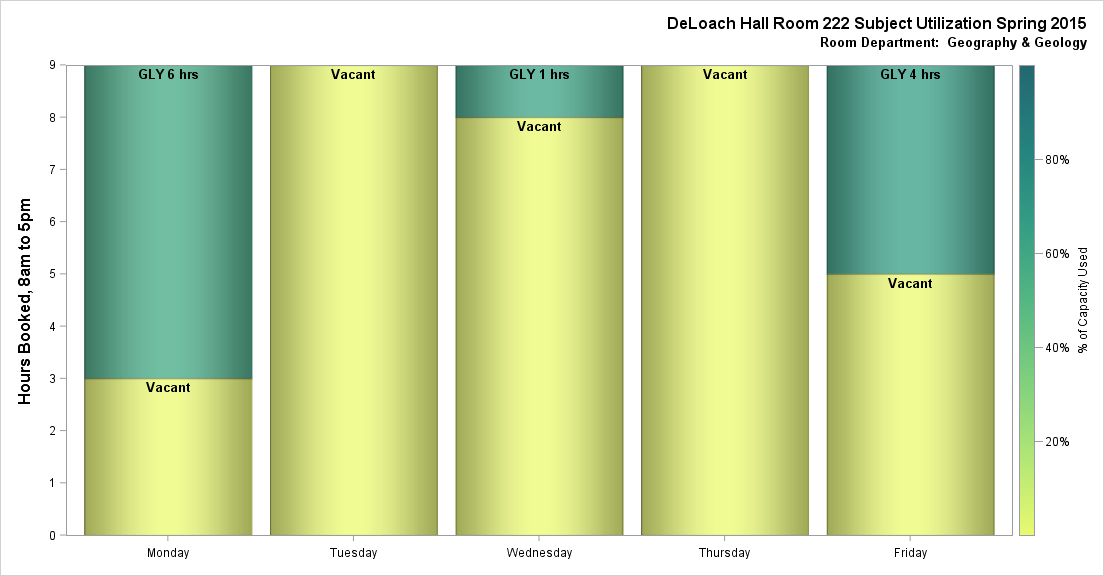 DeLoach Hall Room 222 Subject Utilization Spring 2015
Room Department: Geography & Geology
Hours Booked, 8am to 5pm
9
8
7
6
5
4
3
2
1
0
GLY 6 hrs
Vacant
Vacant
GLY 1 hrs
Vacant
Vacant
GLY 4 hrs
Vacant
Monday
Tuesday
Wednesday
Thursday
Friday
80%
60%
40%
20%
% of Capacity Used